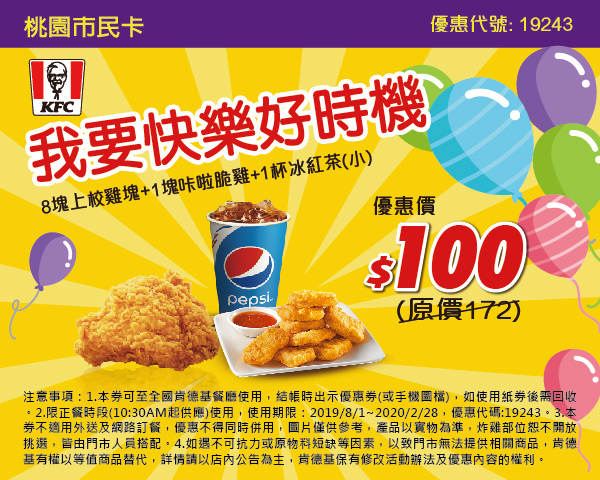 桃園市民卡
優惠代號: 19243
KFC
我要快樂好時機
8塊上校雞塊+1塊咔啦脆雞+1杯冰紅茶(小)
優惠價
$100
(原價172)
pepsi
注意事項：1.本券可至全國肯德基餐廳使用，結帳時出示優惠券(或手機圖檔)，如使用紙券後需回收
。2.限正餐時段(10:30AM起供應)使用，使用期限：2019/8/1~2020/2/28，優惠代碼:19243。3.本
券不適用外送及網路訂餐，優惠不得同時併用，圖片僅供參考，產品以實物為準，炸雞部位恕不開放
挑選，皆由門市人員搭配。4.如遇不可抗力或原物料短缺等因素，以致門市無法提供相關商品，肯德
基有權以等值商品替代，詳情請以店內公告為主，肯德基保有修改活動辦法及優惠內容的權利。